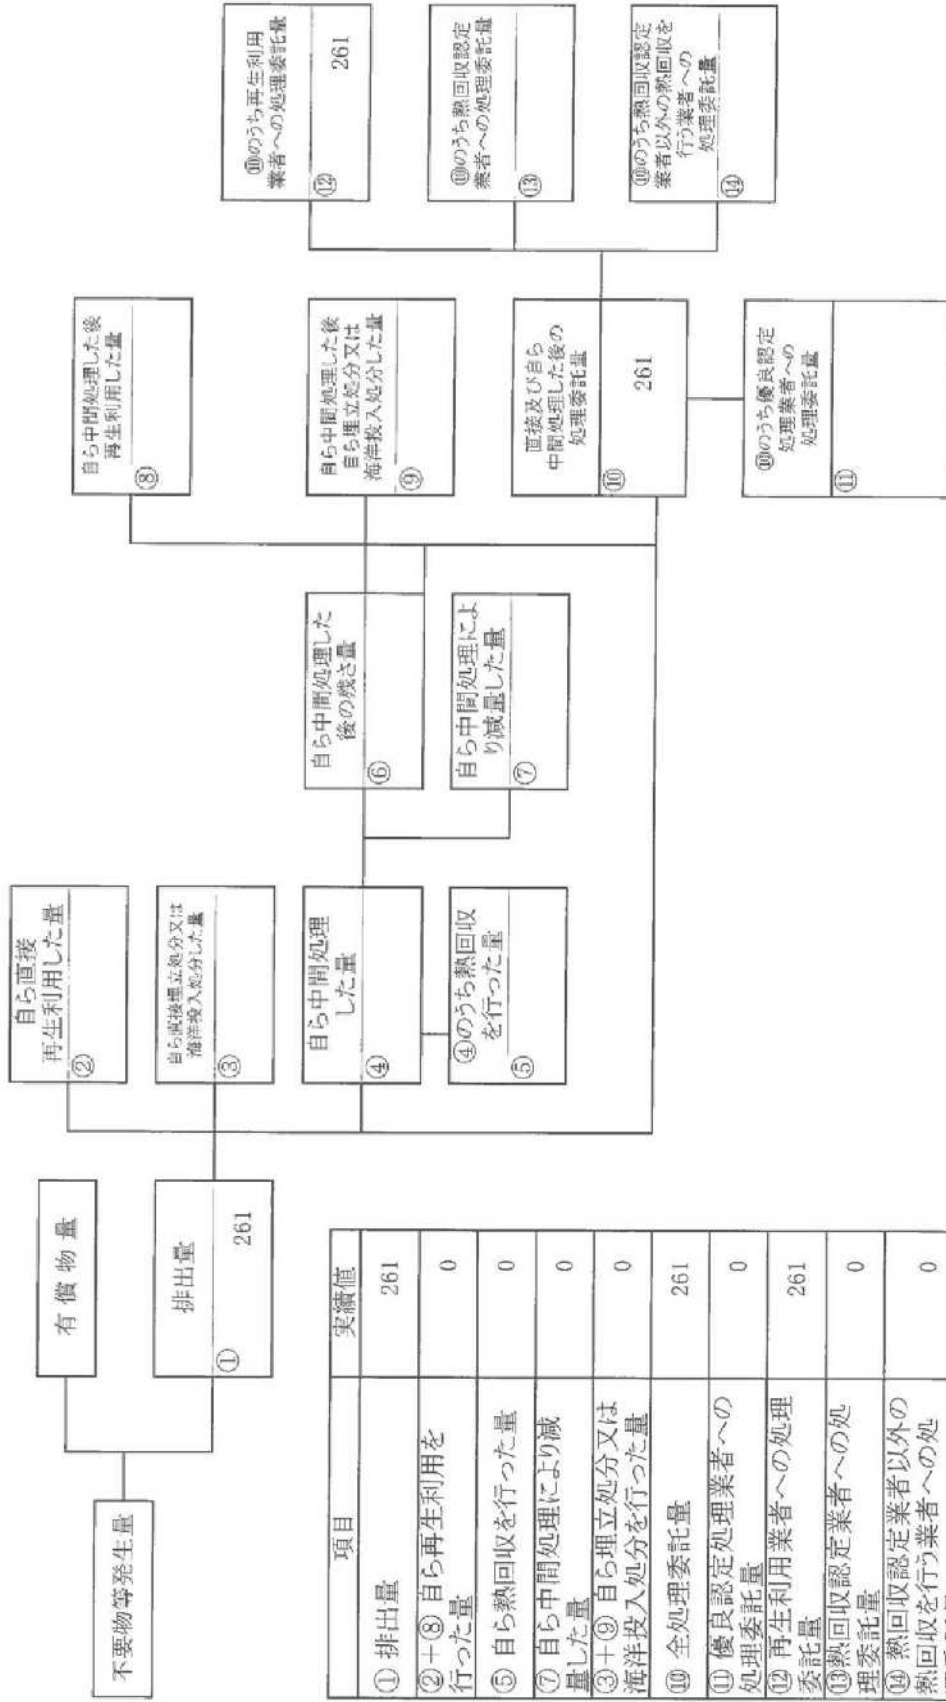 不要物等発生量
有償物量
排出量
① 261
自ら直接
再生利用した量
②
自ら直接埋立処分又は
海洋投入処分した量
③
自ら中間処理
した量
④
④のうち熱回収
を行った量
⑤
自ら中間処理した
後の残さ量
⑥
自ら中間処理によ
り減量した量
⑦
自ら中間処理した後
再生利用した量
⑧
自ら中間処理した後
自ら埋立処分又は
海洋投入処分した量
⑨
直接及び自ら
中間処理した後の
処理委託量
⑩ 261
⑩のうち優良認定
処理業者への
処理委託量
⑪
⑩のうち再生利用
業者への処理委託量
⑫ 261
⑩のうち熱回収認定
業者への処理委託量
⑬
⑩のうち熱回収認定
業者以外の熱回収を
行う業者への
処理委託量
⑭
項目 実績値
① 排出量 261
②+⑧ 自ら再生利用を
行った量 0
⑤ 自ら熱回収を行った量 0
⑦ 自ら中間処理により減
量した量 0
③+⑨ 自ら埋立処分又は
海洋投入処分を行った量 0
⑩ 全処理委託量 261
⑪ 優良認定処理業者への
処理委託量 0
⑫ 再生利用業者への処理
委託量 261
⑬熱回収認定業者への処
理委託量 0
⑭ 熱回収認定業者以外の
熱回収を行う業者への処 0